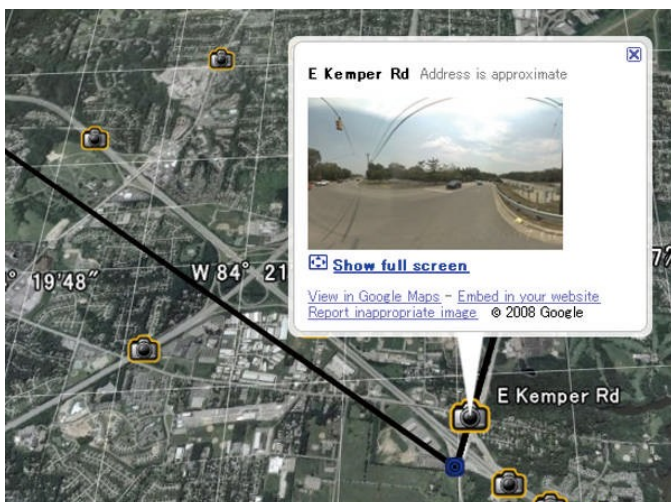 E Kemper Rd Address is approximate
Show full screen
View in Google Maps - Embed in your website
Report inappropriate image © 2008 Google
19'48"
W 84° 21
E Kemper Rd